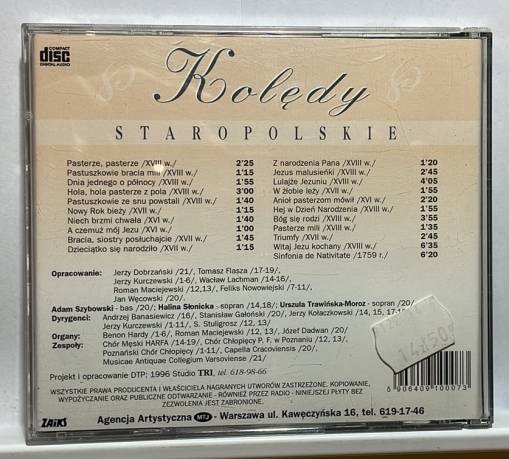 COMPACT
disc
DIGITAL AUDIO
Kolędy
STAROPOLSKIE
Pasterze, pasterze /XVIII w./ 2'25
Pastuszkowie bracia mili /XVIII w./ 1'15
Dnia jednego o północy /XVIII w./ 1'55
Hola, hola pasterze z pola /XVIII w./ 3'00
Pastuszkowie ze snu powstali /XVIII w./ 1'40
Nowy Rok bieży /XVII w./ 1'15
Niech brzmi chwała /XVI w./ 1'40
A czemuż mój Jezu /XVI w./ 1'00
Bracia, siostry posłuchajcie /XVII w./ 2'45
Dzieciątko się narodziło /XVI w./ 1'15
Z narodzenia Pana /XVIII w./ 1'20
Jezus malusieńki /XVIII w./ 2'45
Lulajże Jezuniu /XVIII w./ 4'05
W żłobie leży /XVIII w./ 1'55
Anioł pasterzom mówił /XVI w./ 2'20
Hej w Dzień Narodzenia /XVIII w./ 1'55
Bóg się rodzi /XVIII w./ 3'55
Pasterze mili /XVIII w./ 1'35
Triumfy /XVII w./ 2'45
Witaj Jezu kochany /XVIII w./ 6'35
Sinfonia de Nativitate /1759 r./ 6'20
Opracowanie:
Jerzy Dobrzański /21/, Tomasz Flasza /17-19/,
Jerzy Kurczewski /1-6/, Wacław Lachman /14-16/,
Roman Maciejewski /12,13/, Feliks Nowowiejski /7-11/,
Jan Węcowski /20/.
Adam Szybowski - bas /20/; Halina Słonicka - sopran /14,18/; Urszula Trawińska-Moroz - sopran /20/
Dyrygenci: Andrzej Banasiewicz /16/, Stanisław Gałoński /20/, Jerzy Kołaczkowski /14, 15, 17-19/
Jerzy Kurczewski /1-11/, S. Stuligrosz /12, 13/
Organy: Benon Hardy /1-6/, Roman Maciejewski /12, 13/, Józef Dadwan /20/
Zespoły: Chór Męski HARFA /14-19/, Chór Chłopięcy P. F. w Poznaniu /12, 13/,
Poznański Chór Chłopięcy /1-11/, Capella Cracoviensis /20/,
Musicae Antiquae Collegium Varsoviense /21/
Projekt i opracowanie DTP; 1996 Studio TRI, tel. 618-98-66
WSZYSTKIE PRAWA PRODUCENTA I WŁAŚCICIELA NAGRANYCH UTWORÓW ZASTRZEŻONE, KOPIOWANIE,
WYPOŻYCZANIE ORAZ PUBLICZNE ODTWARZANIE - RÓWNIEŻ PRZEZ RADIO - NINIEJSZEJ PŁYTY BEZ
ZEZWOLENIA JEST ZABRONIONE.
ZAiKS
Agencja Artystyczna MTJ - Warszawa ul. Kawęczyńska 16, tel. 619-17-46
14,50
5 906409 100073